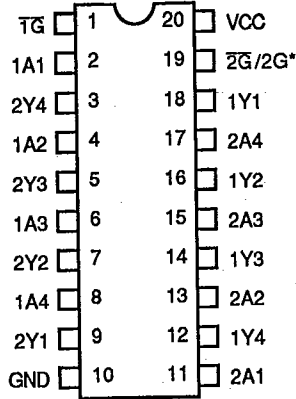 1G 1 20 VCC
1A1 2 19 2G/2G*
2Y4 3 18 1Y1
1A2 4 17 2A4
2Y3 5 16 1Y2
1A3 6 15 2A3
2Y2 7 14 1Y3
1A4 8 13 2A2
2Y1 9 12 1Y4
GND 10 11 2A1